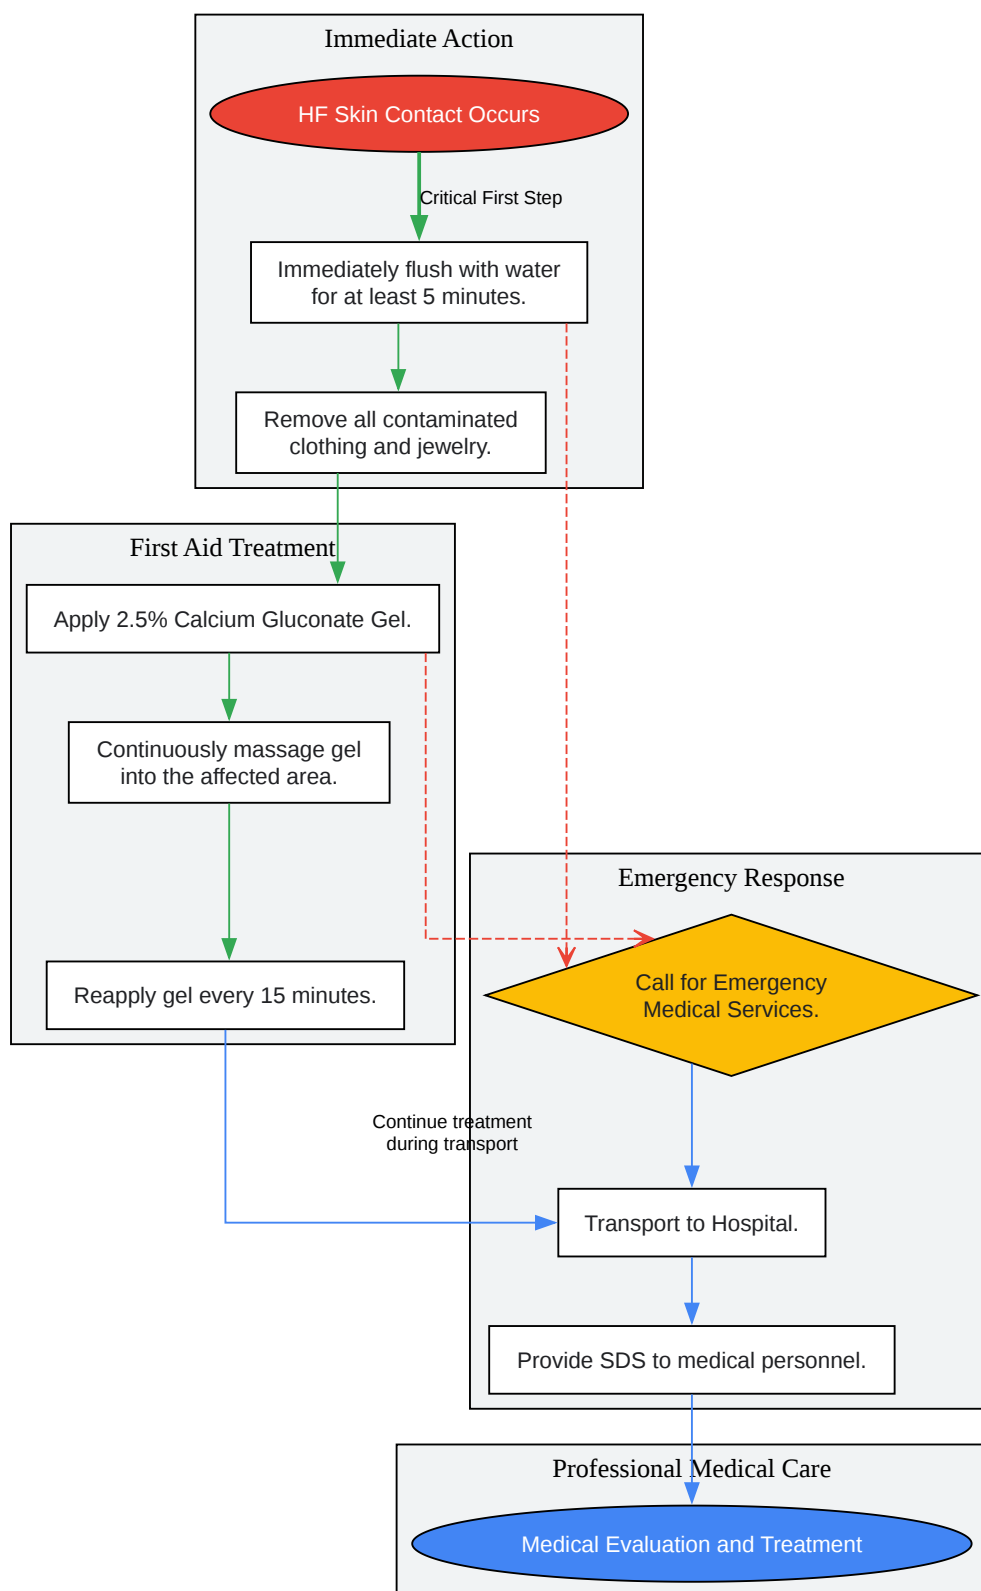 Immediate Action
HF Skin Contact Occurs
Critical First Step
Immediately flush with water
for at least 5 minutes.
Remove all contaminated
clothing and jewelry.
First Aid Treatment
Apply 2.5% Calcium Gluconate Gel.
Continuously massage gel
into the affected area.
Reapply gel every 15 minutes.
Emergency Response
Call for Emergency
Medical Services.
Continue treatment
during transport
Transport to Hospital.
Provide SDS to medical personnel.
Professional Medical Care
Medical Evaluation and Treatment